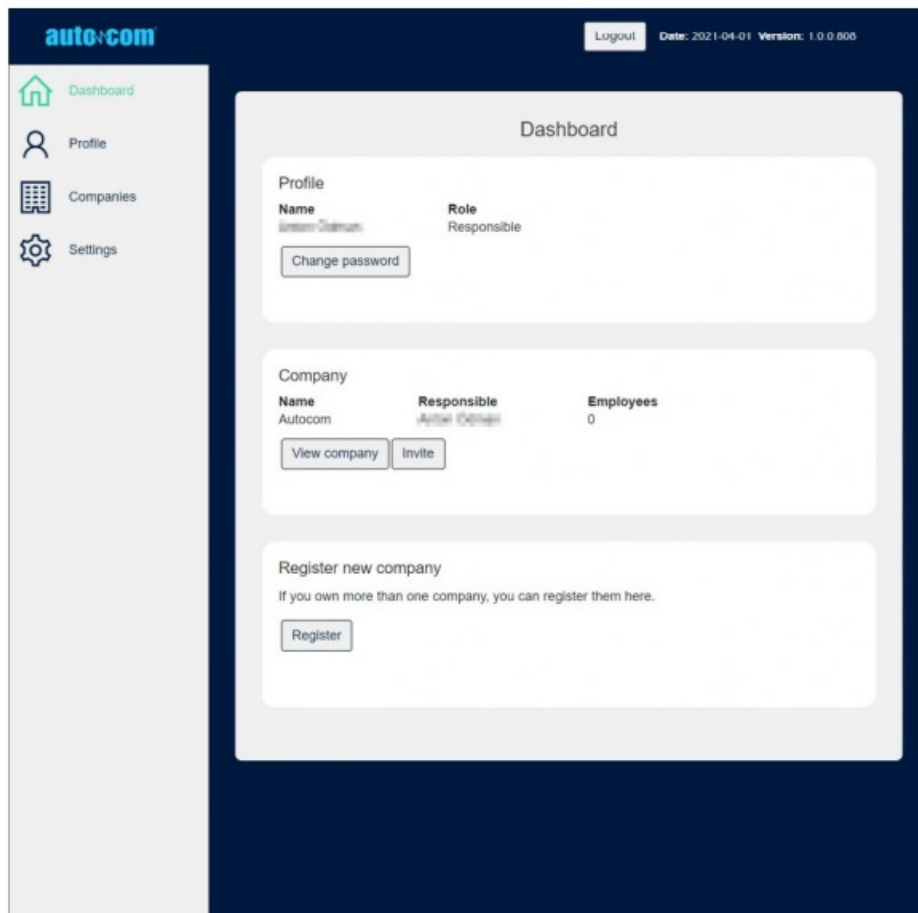 autocom
Logout Date: 2021-04-01 Version: 1.0.0.806
Dashboard
Profile
Companies
Settings
Dashboard
Profile
Name Role
Responsible
Change password
Company
Name Responsible Employees
Autocom 0
View company Invite
Register new company
If you own more than one company, you can register them here.
Register